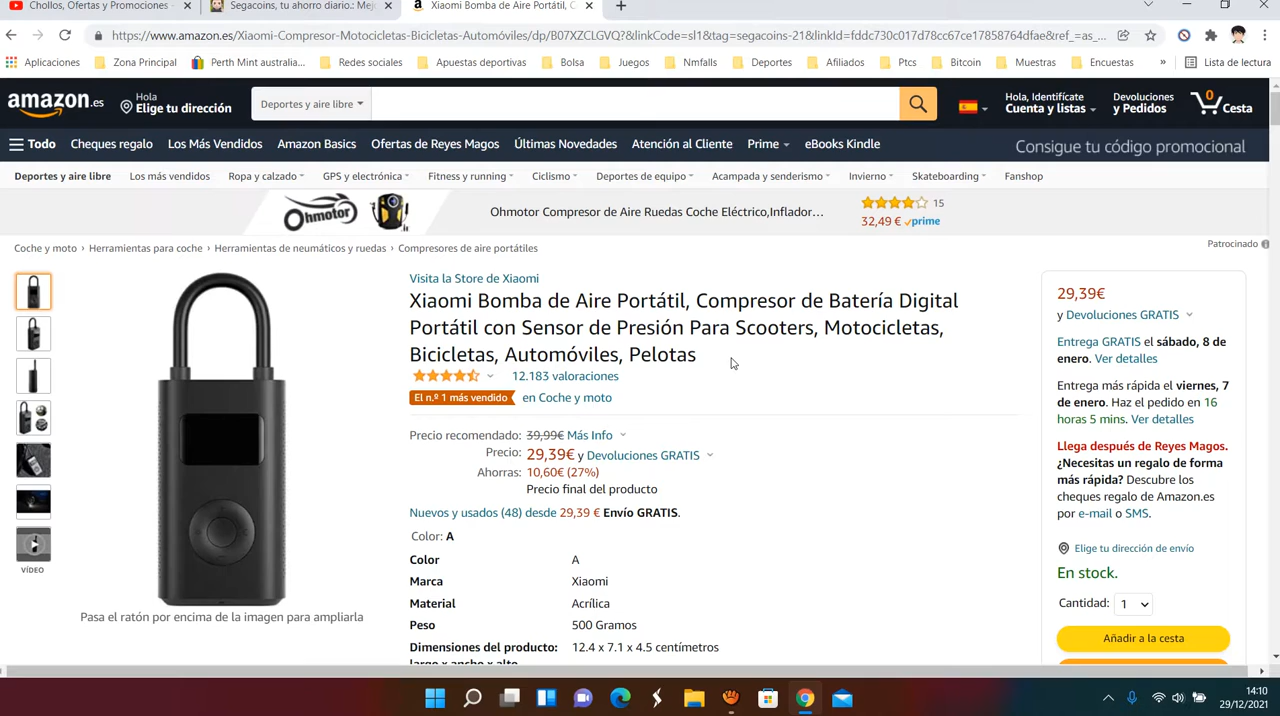 Chollos, Ofertas y Promociones -
Segacoins, tu ahorro diario.: Mej
Xiaomi Bomba de Aire Portátil, C
https://www.amazon.es/Xiaomi-Compresor-Motocicletas-Bicicletas-Automóviles/dp/B07XZCLGVQ?&linkCode=sl1&tag=segacoins-21&linkId=fddc730c017d78cc67ce17858764dfae&ref_=as_...
Aplicaciones
Zona Principal
Perth Mint australia...
Redes sociales
Apuestas deportivas
Bolsa
Juegos
Nmfalls
Deportes
Afiliados
Ptcs
Bitcoin
Muestras
Encuestas
»
Lista de lectura
amazon.es
Hola
Elige tu dirección
Deportes y aire libre
Hola, Identifícate
Cuenta y listas
Devoluciones
y Pedidos
0
Cesta
Todo
Cheques regalo
Los Más Vendidos
Amazon Basics
Ofertas de Reyes Magos
Últimas Novedades
Atención al Cliente
Prime
eBooks Kindle
Consigue tu código promocional
Deportes y aire libre
Los más vendidos
Ropa y calzado
GPS y electrónica
Fitness y running
Ciclismo
Deportes de equipo
Acampada y senderismo
Invierno
Skateboarding
Fanshop
Ohmotor
Ohmotor Compresor de Aire Ruedas Coche Eléctrico,Inflador...
15
32,49 € prime
Coche y moto › Herramientas para coche › Herramientas de neumáticos y ruedas › Compresores de aire portátiles
Patrocinado
VÍDEO
Pasa el ratón por encima de la imagen para ampliarla
Visita la Store de Xiaomi
Xiaomi Bomba de Aire Portátil, Compresor de Batería Digital
Portátil con Sensor de Presión Para Scooters, Motocicletas,
Bicicletas, Automóviles, Pelotas
12.183 valoraciones
El n.º 1 más vendido en Coche y moto
Precio recomendado: 39,99€ Más Info
Precio: 29,39€ y Devoluciones GRATIS
Ahorras: 10,60€ (27%)
Precio final del producto
Nuevos y usados (48) desde 29,39 € Envío GRATIS.
Color: A
Color A
Marca Xiaomi
Material Acrílica
Peso 500 Gramos
Dimensiones del producto: 12.4 x 7.1 x 4.5 centímetros
largo x ancho x alto
29,39€
y Devoluciones GRATIS
Entrega GRATIS el sábado, 8 de
enero. Ver detalles
Entrega más rápida el viernes, 7
de enero. Haz el pedido en 16
horas 5 mins. Ver detalles
Llega después de Reyes Magos.
¿Necesitas un regalo de forma
más rápida? Descubre los
cheques regalo de Amazon.es
por e-mail o SMS.
Elige tu dirección de envío
En stock.
Cantidad: 1
Añadir a la cesta
14:10
29/12/2021